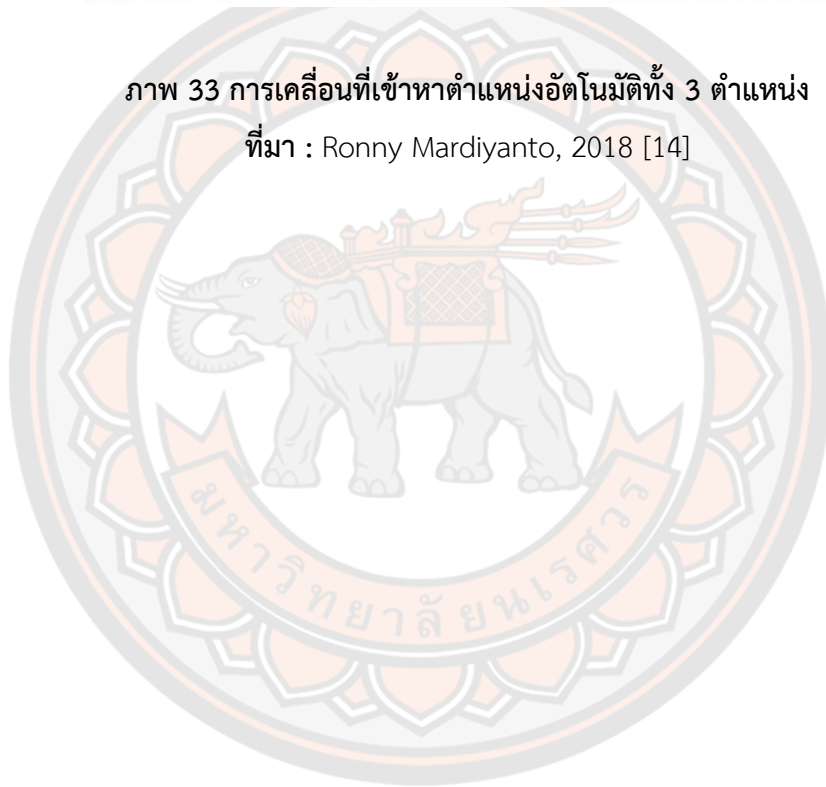 ภาพ 33 การเคลื่อนที่เข้าหาตำแหน่งอัตโนมัติทั้ง 3 ตำแหน่ง
ที่มา : Ronny Mardiyanto, 2018 [14]
มหาวิทยาลัยนเรศวร